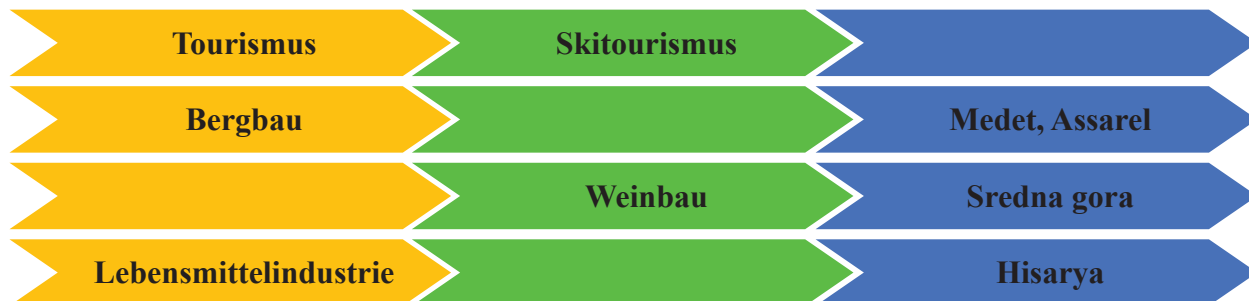 Tourismus Skitourismus
Bergbau Medet, Assarel
Weinbau Sredna gora
Lebensmittelindustrie Hisarya